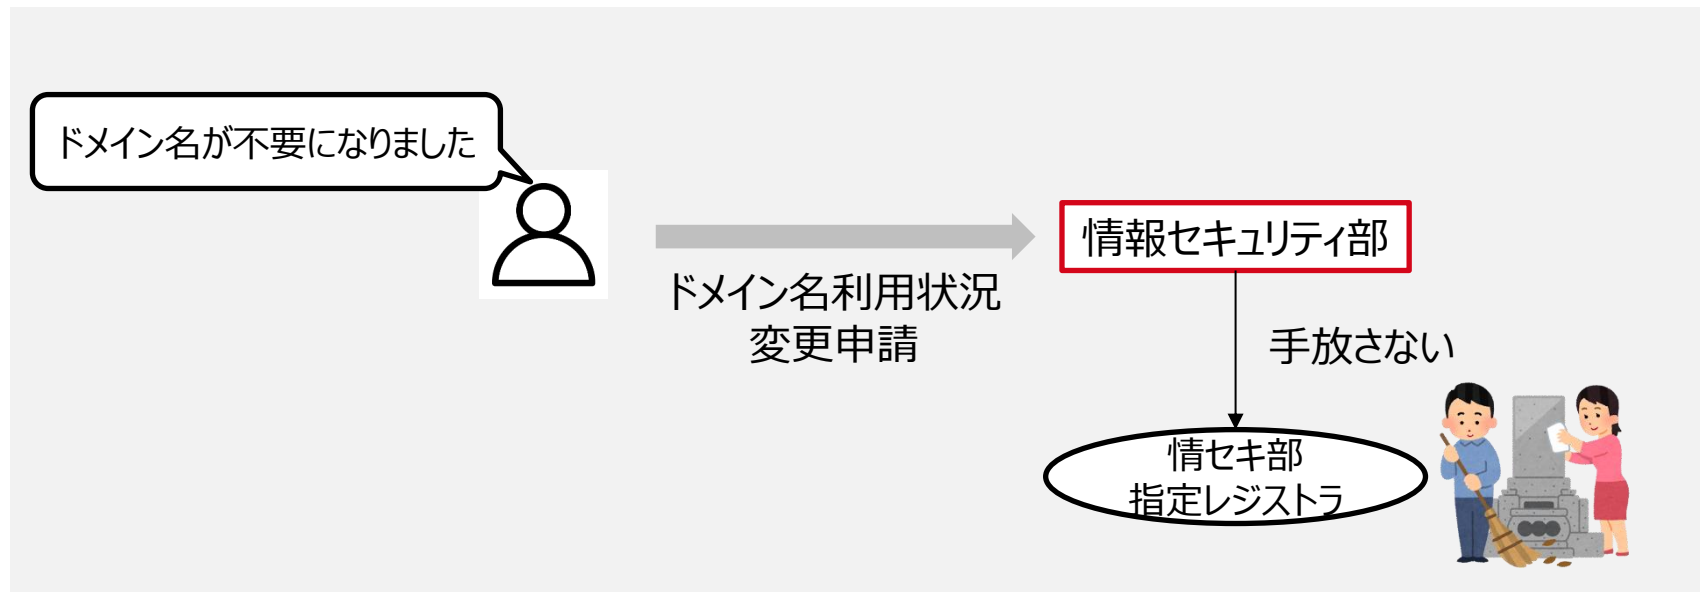 ドメイン名が不要になりました
情報セキュリティ部
ドメイン名利用状況
変更申請
手放さない
情セキ部
指定レジストラ